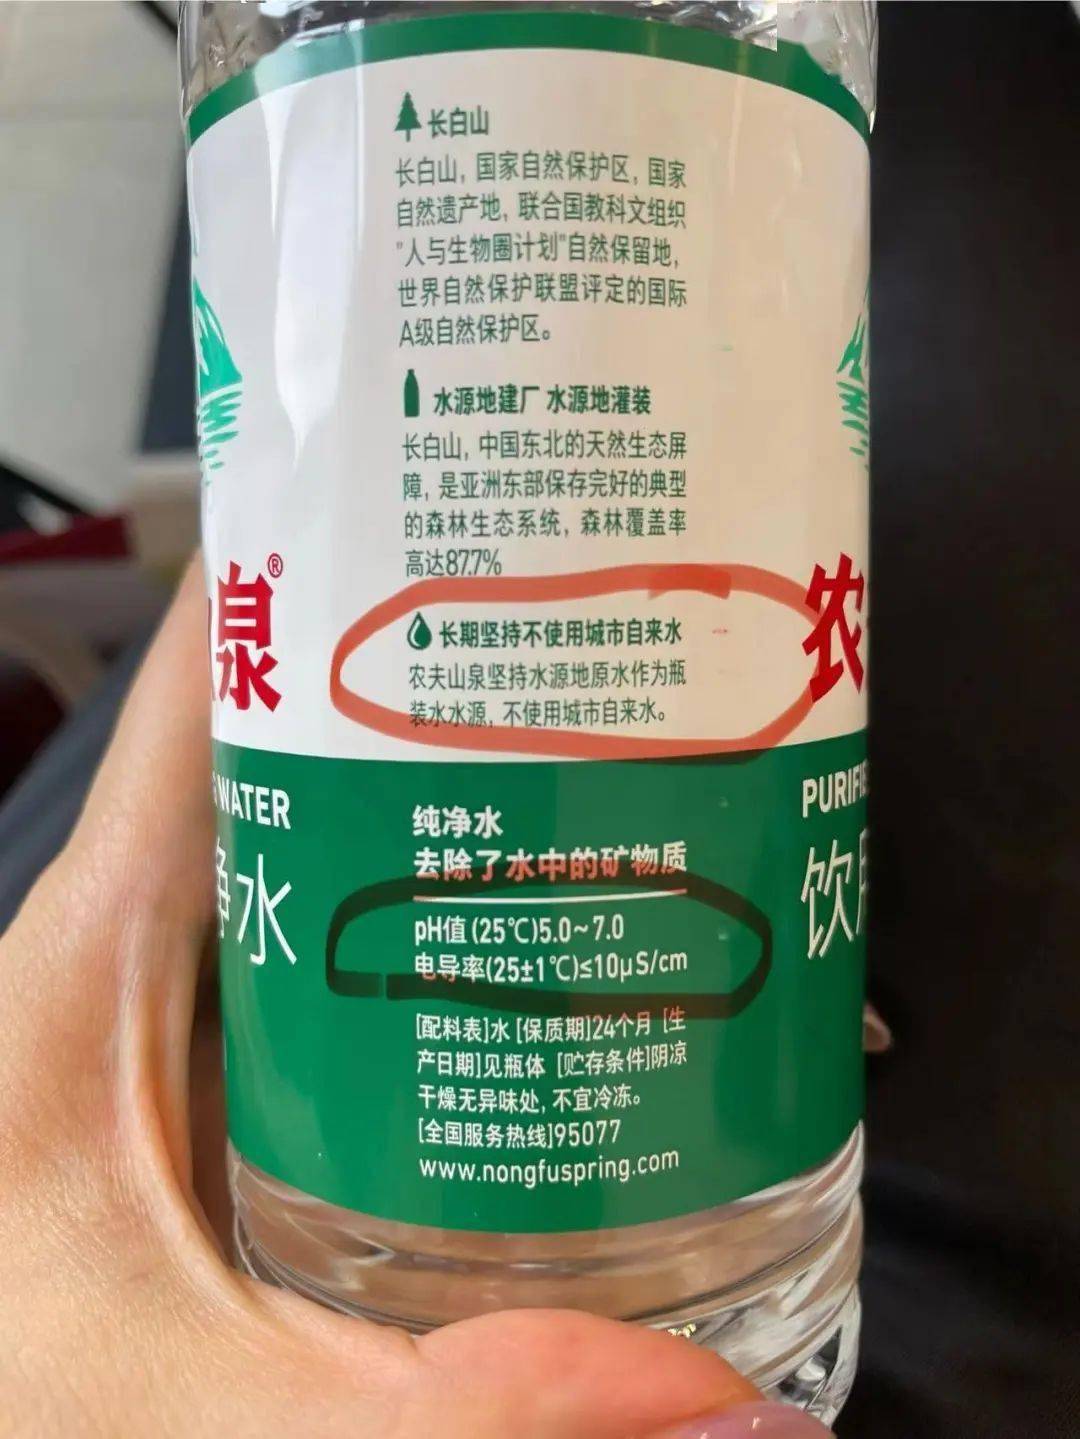 长白山
长白山，国家自然保护区，国家
自然遗产地，联合国教科文组织
"人与生物圈计划"自然保留地，
世界自然保护联盟评定的国际
A级自然保护区。
水源地建厂 水源地灌装
长白山，中国东北的天然生态屏
障，是亚洲东部保存完好的典型
的森林生态系统，森林覆盖率
高达87.7%
长期坚持不使用城市自来水
农夫山泉坚持水源地原水作为瓶
装水水源，不使用城市自来水。
泉®
农
WATER
净水
PURIFIE
饮用
纯净水
去除了水中的矿物质
pH值(25℃)5.0~7.0
电导率(25±1℃)≤10μS/cm
[配料表]水 [保质期]24个月 [生
产日期]见瓶体 [贮存条件]阴凉
干燥无异味处，不宜冷冻。
[全国服务热线]95077
www.nongfuspring.com